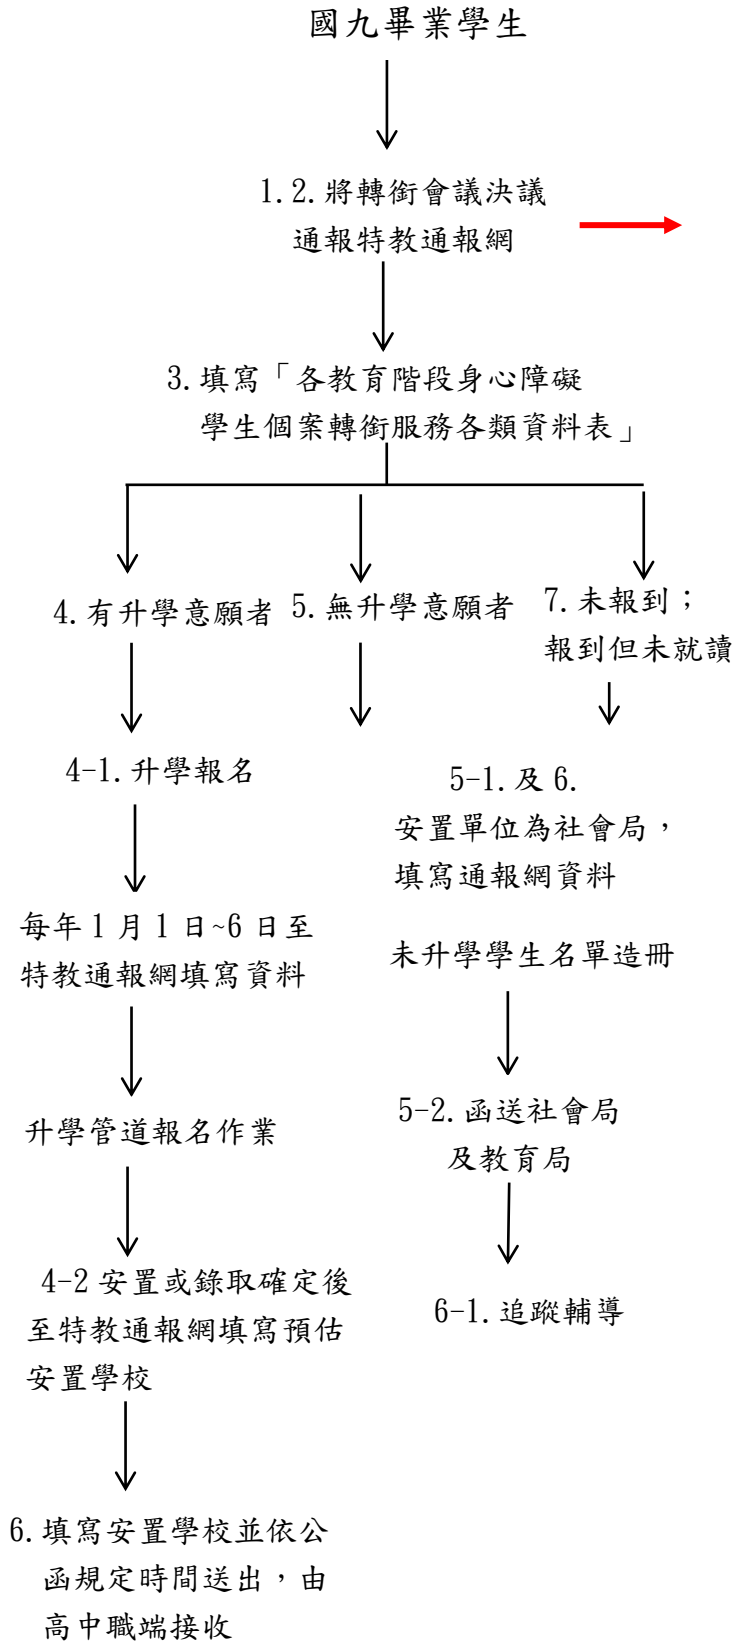 國九畢業學生
1.2.將轉銜會議決議
通報特教通報網
3.填寫「各教育階段身心障礙
學生個案轉銜服務各類資料表」
4.有升學意願者
5.無升學意願者
7.未報到；
報到但未就讀
4-1.升學報名
每年1月1日~6日至
特教通報網填寫資料
升學管道報名作業
4-2安置或錄取確定後
至特教通報網填寫預估
安置學校
6.填寫安置學校並依公
函規定時間送出，由
高中職端接收
5-1.及6.
安置單位為社會局，
填寫通報網資料
未升學學生名單造冊
5-2.函送社會局
及教育局
6-1.追蹤輔導